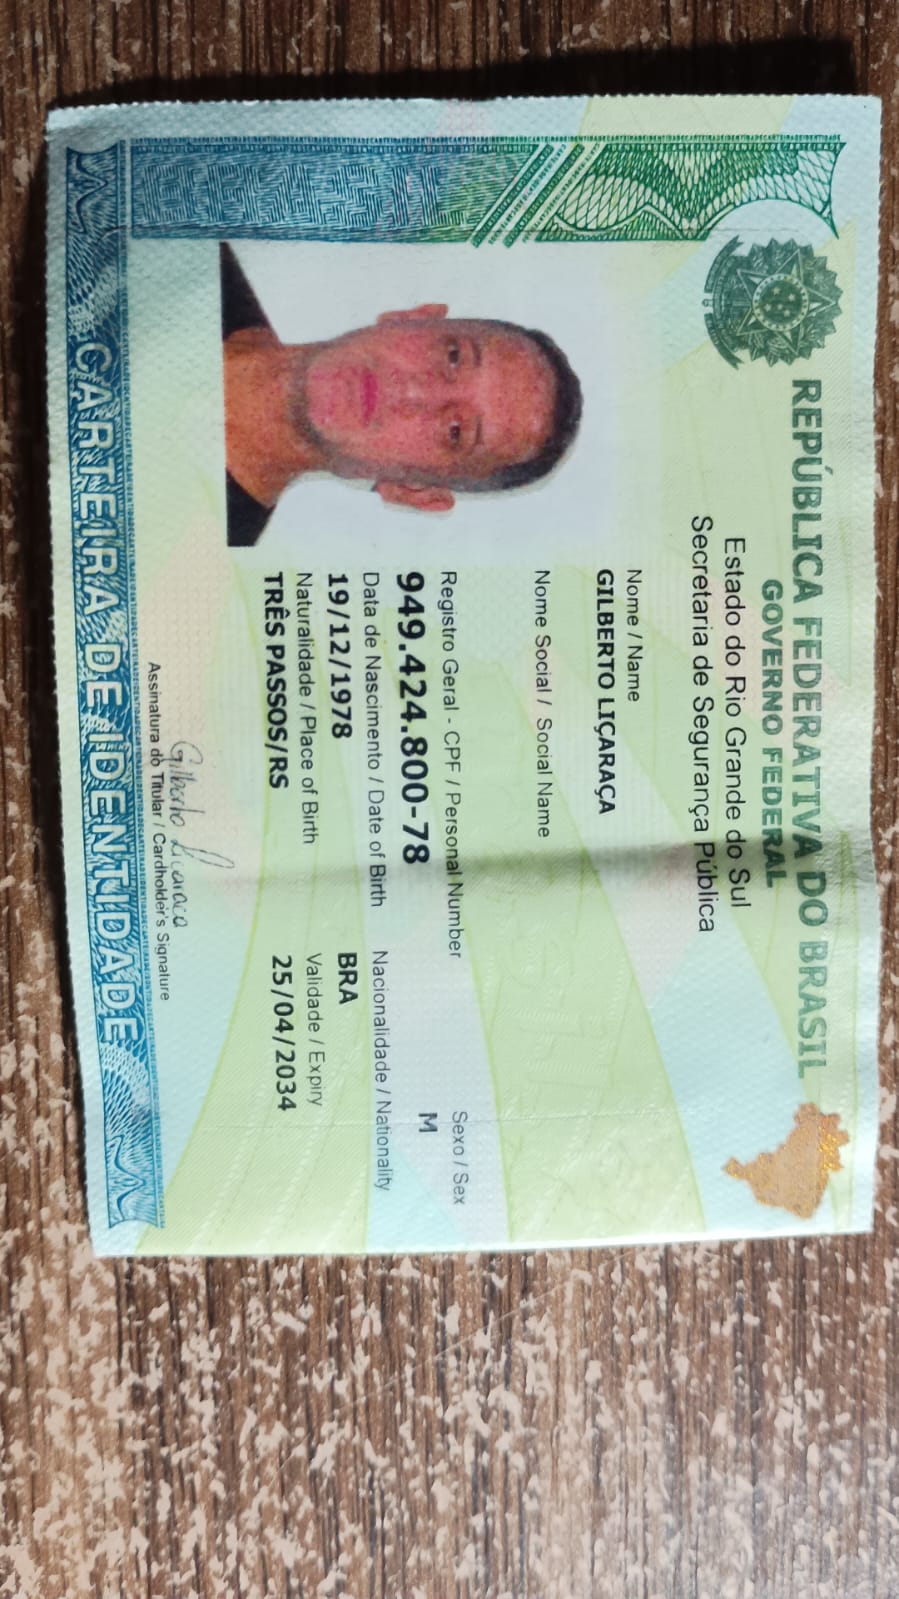 REPÚBLICA FEDERATIVA DO BRASIL
GOVERNO FEDERAL
Estado do Rio Grande do Sul
Secretaria de Segurança Pública
Nome / Name
GILBERTO LIÇARAÇA
Nome Social / Social Name
Registro Geral - CPF / Personal Number
Sexo / Sex
949.424.800-78
M
Data de Nascimento / Date of Birth
Nacionalidade / Nationality
19/12/1978
BRA
Naturalidade / Place of Birth
Validade / Expiry
TRÊS PASSOS/RS
25/04/2034
Gilberto Liçaraça
Assinatura do Titular / Cardholder's Signature
CARTEIRA DE IDENTIDADE